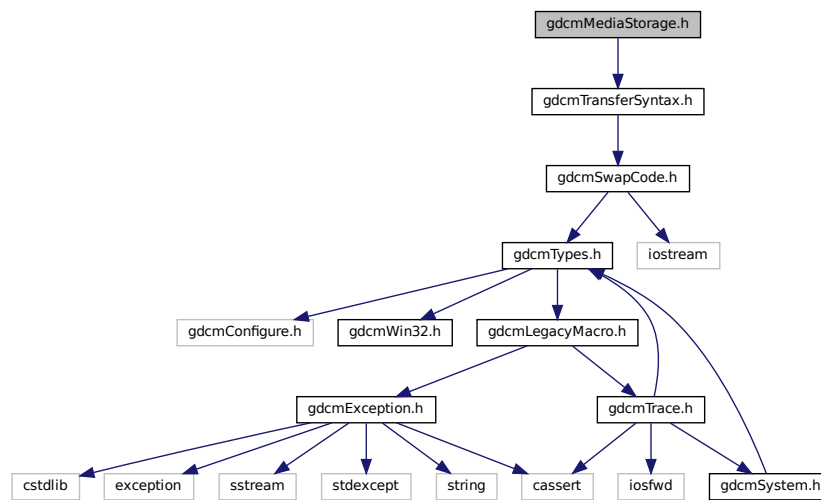 gdcmMediaStorage.h
gdcmTransferSyntax.h
gdcmSwapCode.h
gdcmTypes.h
iostream
gdcmConfigure.h
gdcmWin32.h
gdcmLegacyMacro.h
gdcmException.h
gdcmTrace.h
cstdlib
exception
sstream
stdexcept
string
cassert
iosfwd
gdcmSystem.h